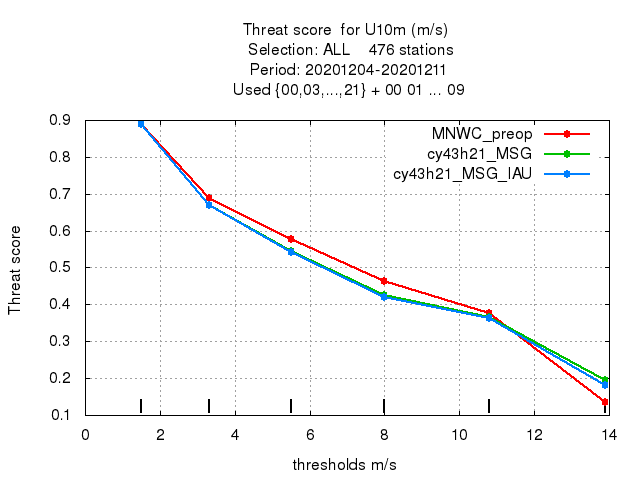 Threat score  for U10m (m/s)
Selection: ALL    476 stations
Period: 20201204-20201211
Used {00,03,...,21} + 00 01 ... 09
MNWC_preop
cy43h21_MSG
cy43h21_MSG_IAU
Threat score
0.9
0.8
0.7
0.6
0.5
0.4
0.3
0.2
0.1
0 2 4 6 8 10 12 14
thresholds m/s